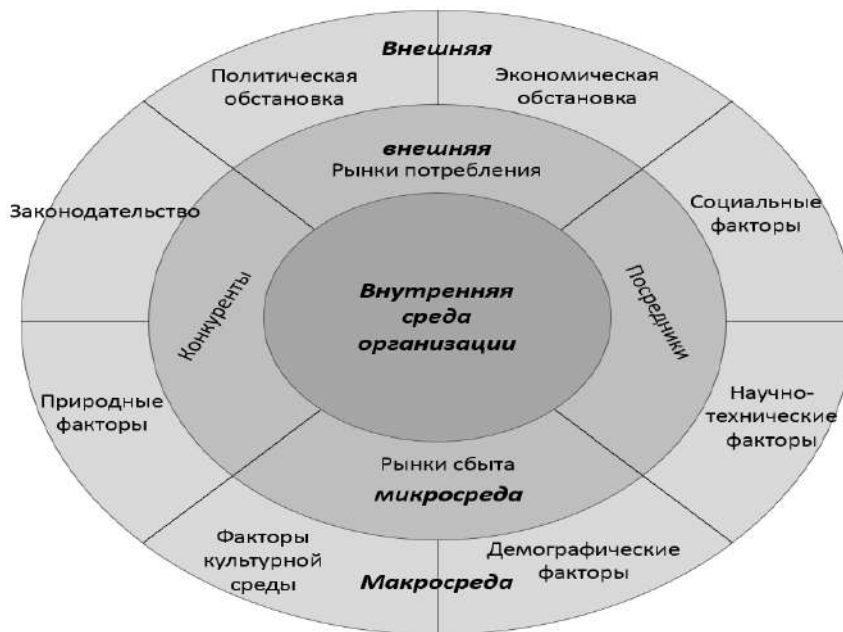 Внешняя
Политическая
обстановка
Экономическая
обстановка
внешняя
Рынки потребления
Законодательство
Социальные
факторы
Конкуренты
Внутренняя
среда
организации
Посредники
Природные
факторы
Научно-
технические
факторы
Рынки сбыта
микросреда
Факторы
культурной
среды
Демографические
факторы
Макросреда